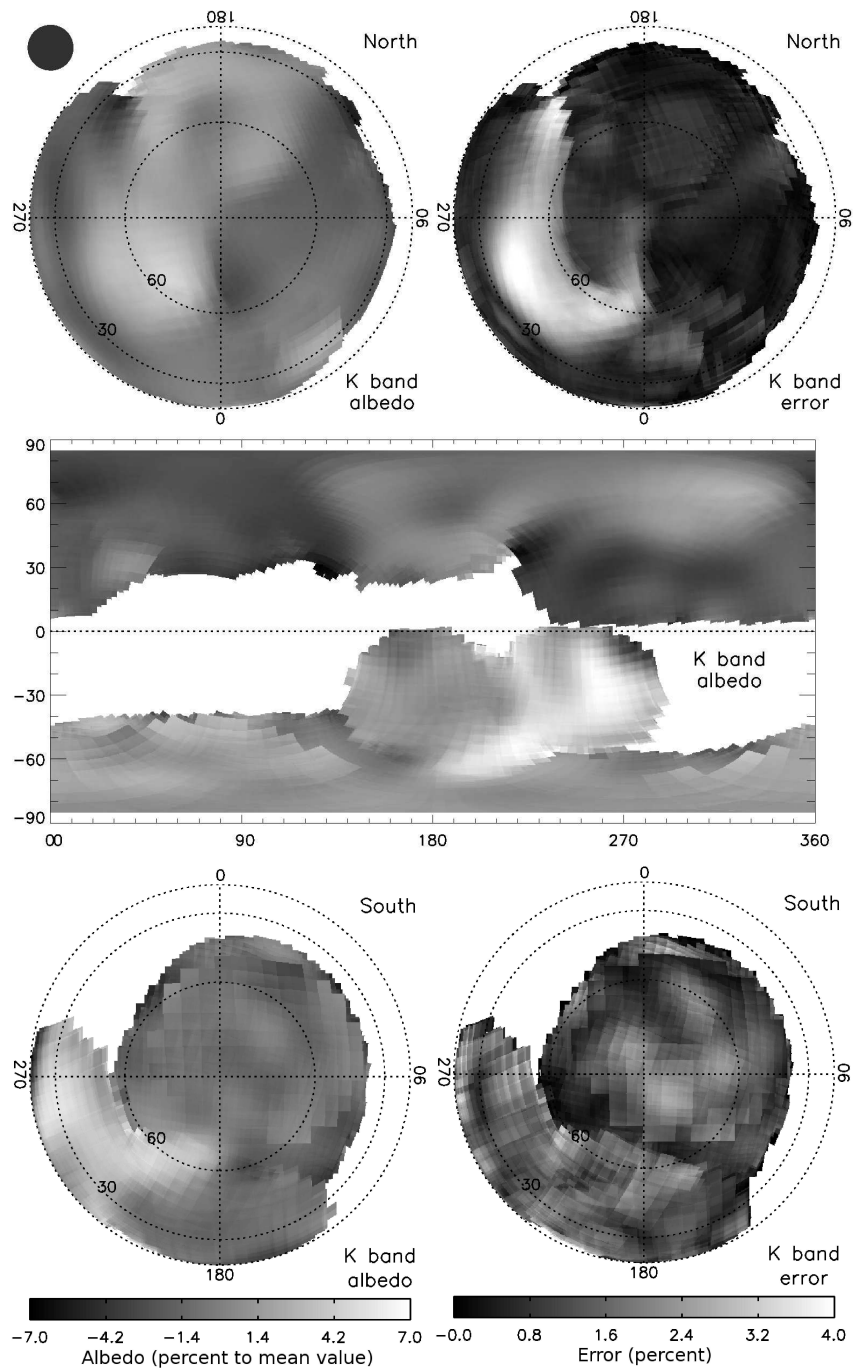 180
North
270
90
60
30
K band
albedo
0
180
North
270
90
60
30
K band
error
0
90
60
30
0
−30
−60
−90
K band
albedo
00 90 180 270 360
0
South
270
90
60
30
K band
albedo
180
0
South
270
90
60
30
K band
error
180
−7.0 −4.2 −1.4 1.4 4.2 7.0
Albedo (percent to mean value)
−0.0 0.8 1.6 2.4 3.2 4.0
Error (percent)